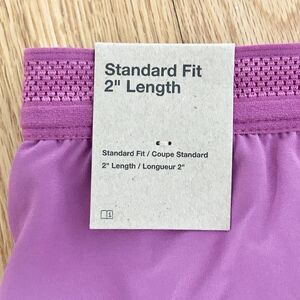 Standard Fit
2" Length
Standard Fit / Coupe Standard
2" Length / Longueur 2"